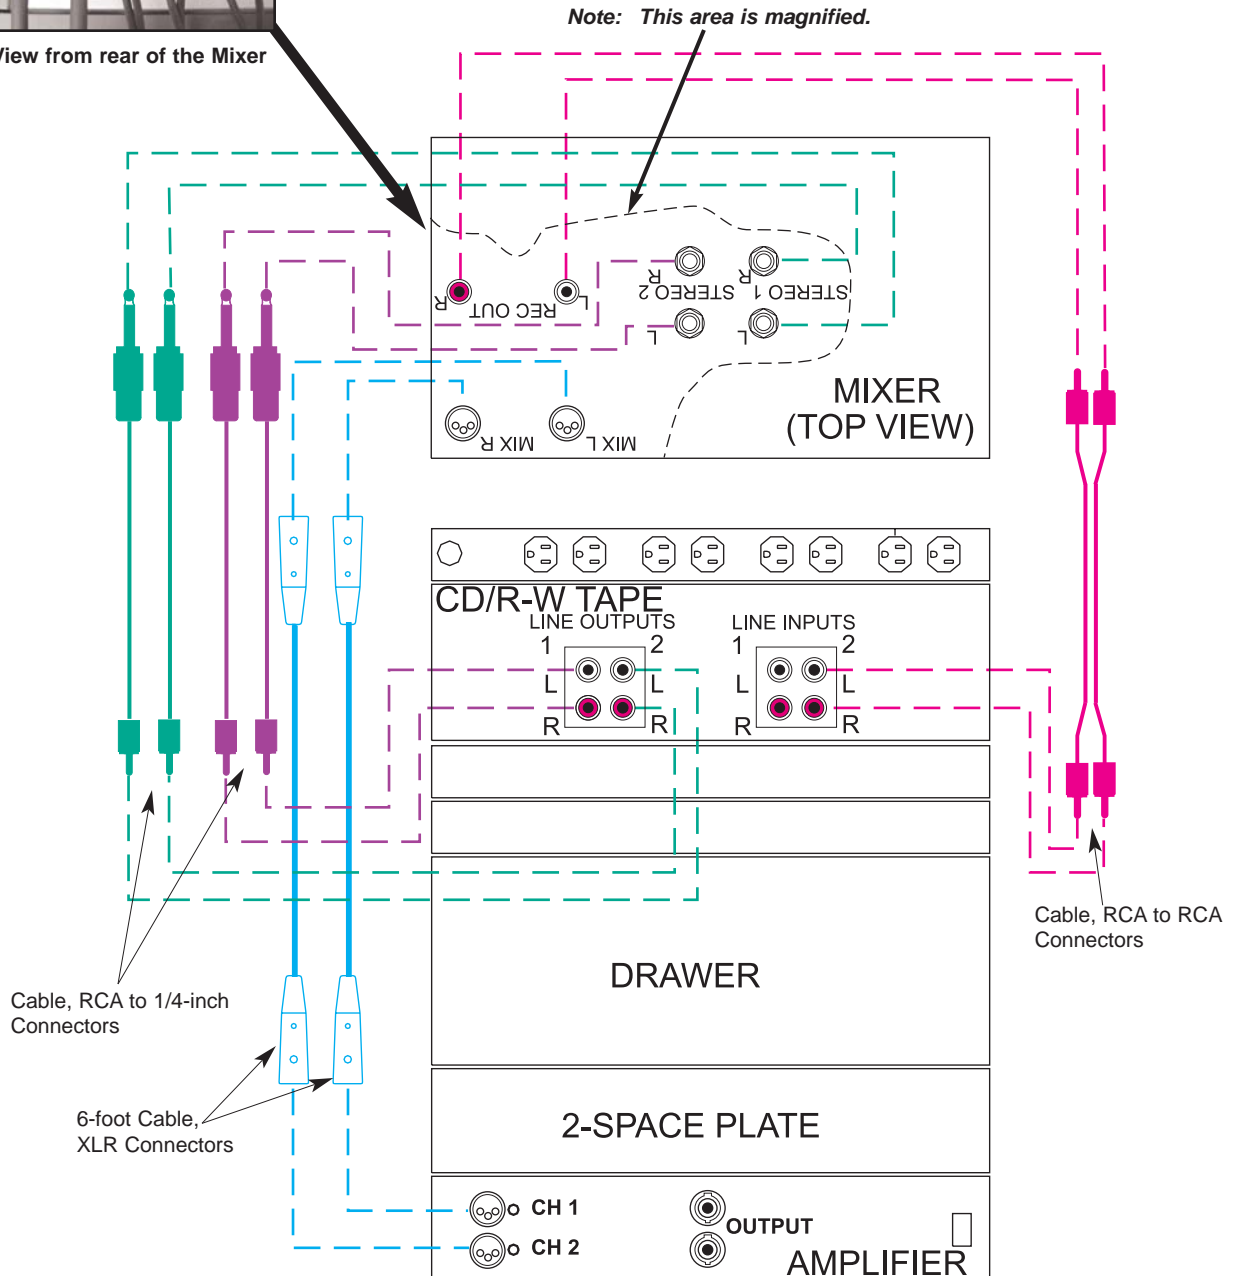 Note: This area is magnified.
View from rear of the Mixer
R
R
STEREO 2
STEREO 1
R
REC OUT
L
L
L
MIXER
(TOP VIEW)
MIX R
MIX L
CD/R-W TAPE
LINE OUTPUTS
LINE INPUTS
1
2
1
2
L
L
L
L
R
R
R
R
Cable, RCA to RCA
Connectors
DRAWER
Cable, RCA to 1/4-inch
Connectors
6-foot Cable,
XLR Connectors
2-SPACE PLATE
CH 1
CH 2
OUTPUT
AMPLIFIER